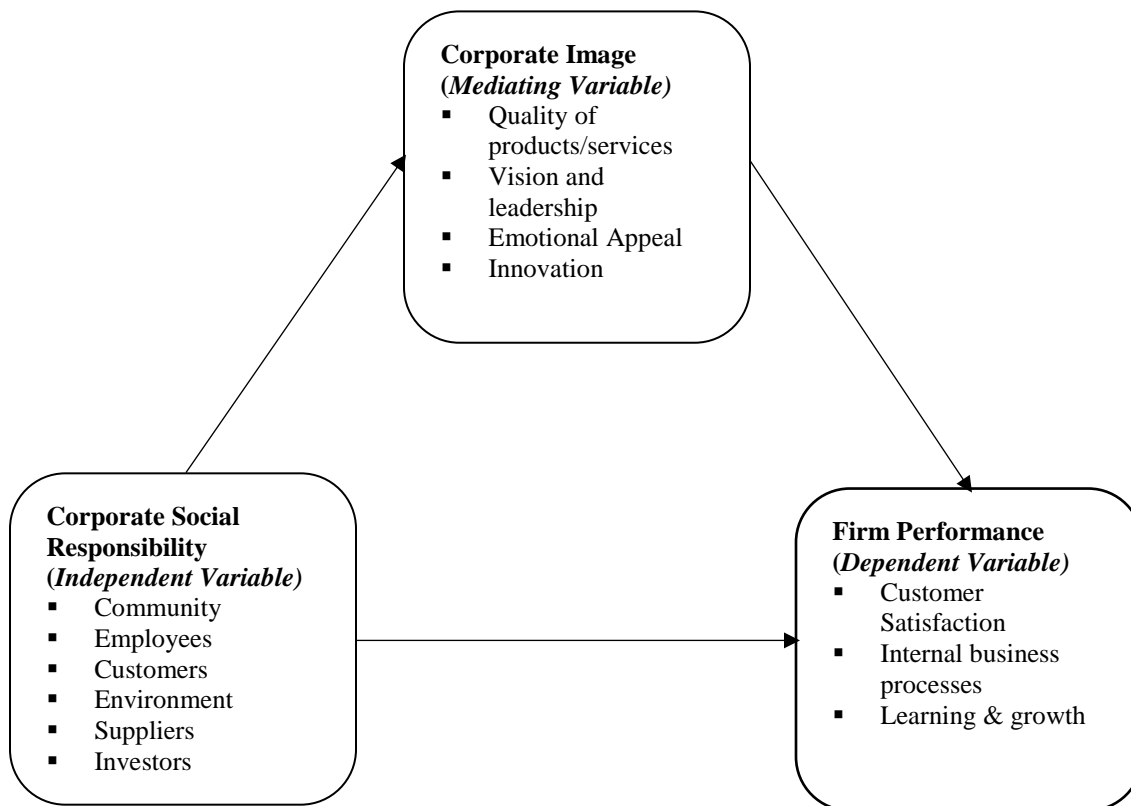 Corporate Image
(Mediating Variable)
▪ Quality of
products/services
▪ Vision and
leadership
▪ Emotional Appeal
▪ Innovation
Corporate Social
Responsibility
(Independent Variable)
▪ Community
▪ Employees
▪ Customers
▪ Environment
▪ Suppliers
▪ Investors
Firm Performance
(Dependent Variable)
▪ Customer
Satisfaction
▪ Internal business
processes
▪ Learning & growth